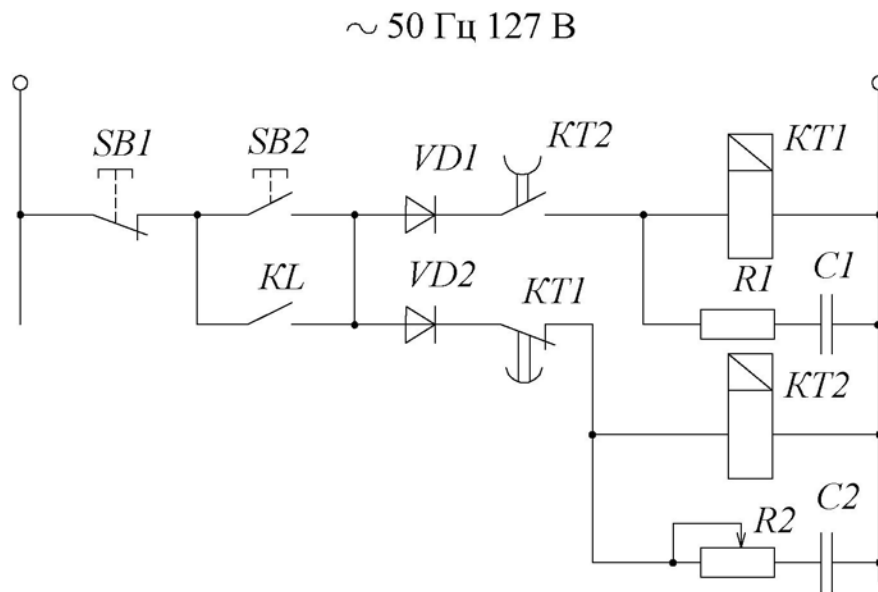 ~ 50 Гц 127 В
SB1
SB2
VD1
KT2
KT1
KL
VD2
KT1
R1
C1
KT2
R2
C2